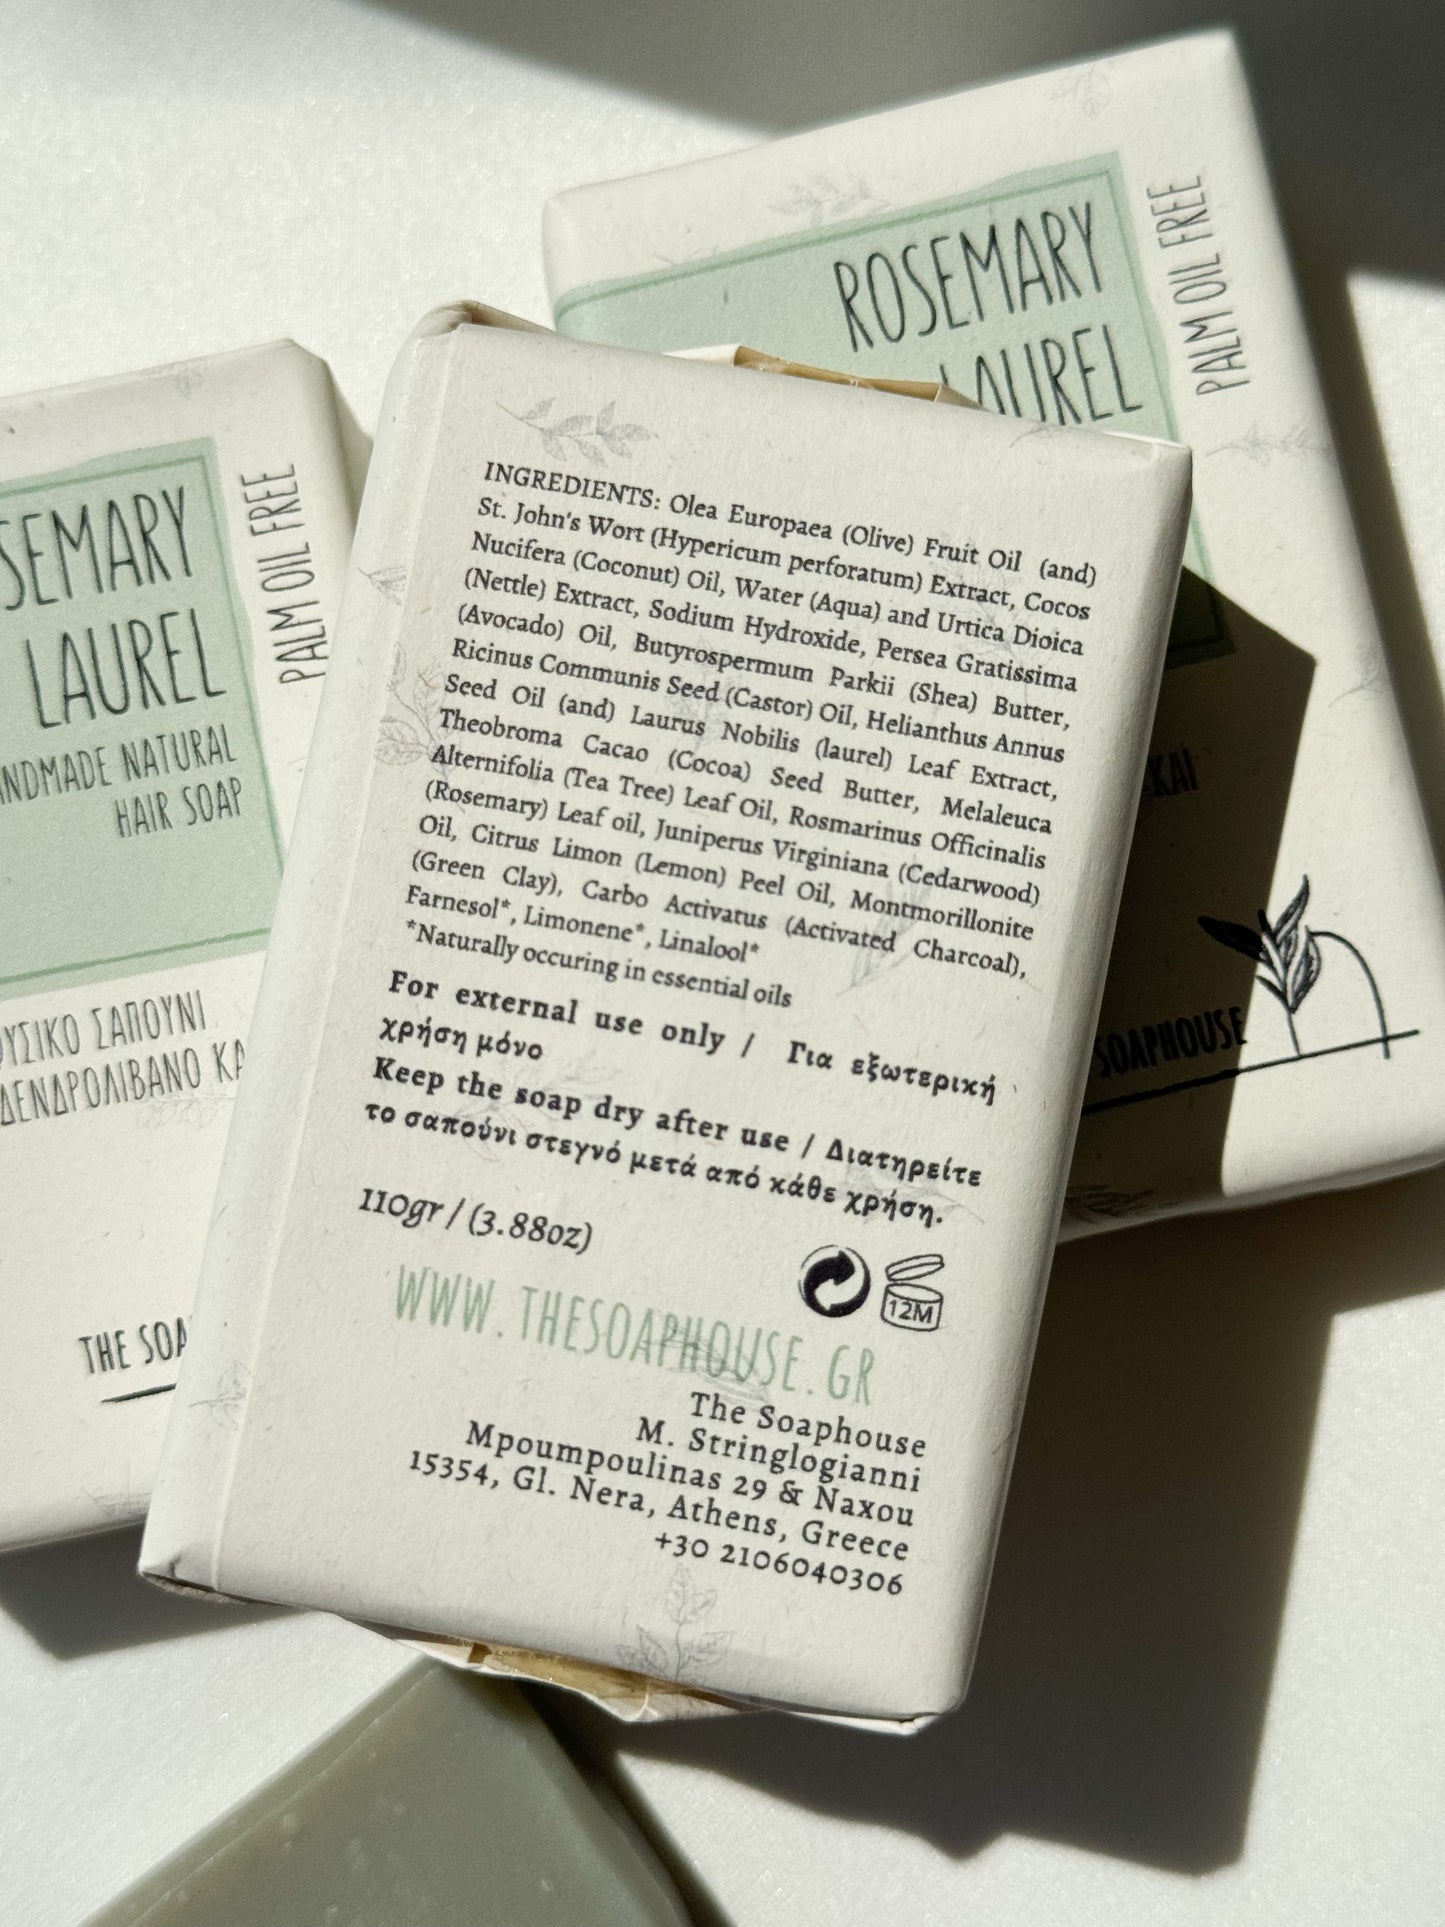 ROSEMARY
LAUREL
PALM OIL FREE
ΚΑΙ
SOAPHOUSE
LAUREL
PALM OIL FREE
NATURAL
HAIR SOAP
ΣΑΠΟΥΝΙ
ΔΕΝΔΡΟΛΙΒΑΝΟ
THE
INGREDIENTS: Olea Europaea (Olive) Fruit Oil (and)
St. John's Wort (Hypericum perforatum) Extract, Cocos
Nucifera (Coconut) Oil, Water (Aqua) and Urtica Dioica
(Nettle) Extract, Sodium Hydroxide, Persea Gratissima
(Avocado) Oil, Butyrospermum Parkii (Shea) Butter,
Ricinus Communis Seed (Castor) Oil, Helianthus Annus
Seed Oil (and) Laurus Nobilis (laurel) Leaf Extract,
Theobroma Cacao (Cocoa) Seed Butter, Melaleuca
Alternifolia (Tea Tree) Leaf Oil, Rosmarinus Officinalis
(Rosemary) Leaf oil, Juniperus Virginiana (Cedarwood)
Oil, Citrus Limon (Lemon) Peel Oil, Montmorillonite
(Green Clay), Carbo Activatus (Activated Charcoal),
Farnesol*, Limonene*, Linalool*
*Naturally occuring in essential oils
For external use only / Για εξωτερική
χρήση μόνο
Keep the soap dry after use / Διατηρείτε
το σαπούνι στεγνό μετά από κάθε χρήση.
110gr / (3.88oz)
12M
WWW.THESOAPHOUSE.GR
The Soaphouse
M. Stringlogianni
Mpoumpoulinas 29 & Naxou
15354, Gl. Nera, Athens, Greece
+30 2106040306